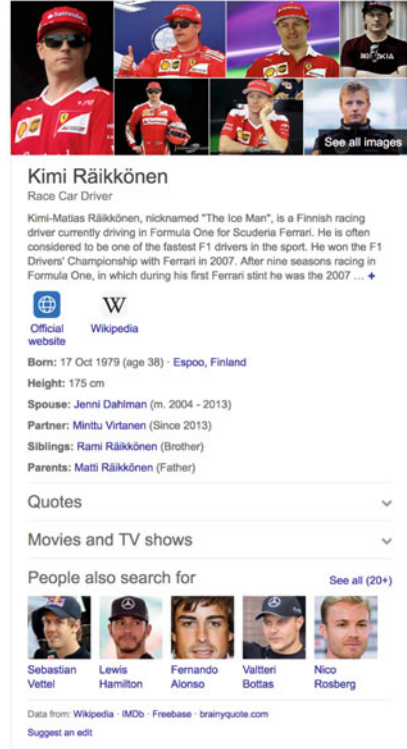 See all images
Kimi Räikkönen
Race Car Driver
Kimi-Matias Räikkönen, nicknamed "The Ice Man", is a Finnish racing
driver currently driving in Formula One for Scuderia Ferrari. He is often
considered to be one of the fastest F1 drivers in the sport. He won the F1
Drivers' Championship with Ferrari in 2007. After nine seasons racing in
Formula One, in which during his first Ferrari stint he was the 2007 ... +
W
Official
website
Wikipedia
Born: 17 Oct 1979 (age 38) · Espoo, Finland
Height: 175 cm
Spouse: Jenni Dahlman (m. 2004 - 2013)
Partner: Minttu Virtanen (Since 2013)
Siblings: Rami Räikkönen (Brother)
Parents: Matti Räikkönen (Father)
Quotes
Movies and TV shows
People also search for
See all (20+)
Sebastian
Vettel
Lewis
Hamilton
Fernando
Alonso
Valtteri
Bottas
Nico
Rosberg
Data from: Wikipedia · IMDb · Freebase · brainyquote.com
Suggest an edit